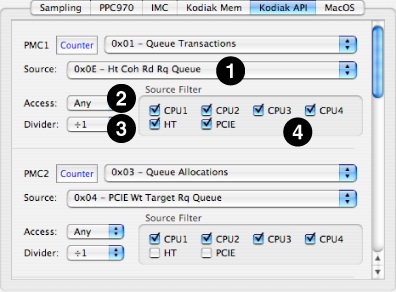 Sampling PPC970 IMC Kodiak Mem Kodiak API MacOS
PMC1 Counter 0x01 – Queue Transactions
Source: 0x0E – Ht Coh Rd Rq Queue 1
Source Filter
Access: Any 2 CPU1 CPU2 CPU3 CPU4
Divider: ÷1 3 HT PCIE 4
PMC2 Counter 0x03 – Queue Allocations
Source: 0x04 – PCIE Wt Target Rq Queue
Source Filter
Access: Any CPU1 CPU2 CPU3 CPU4
Divider: ÷1 HT PCIE